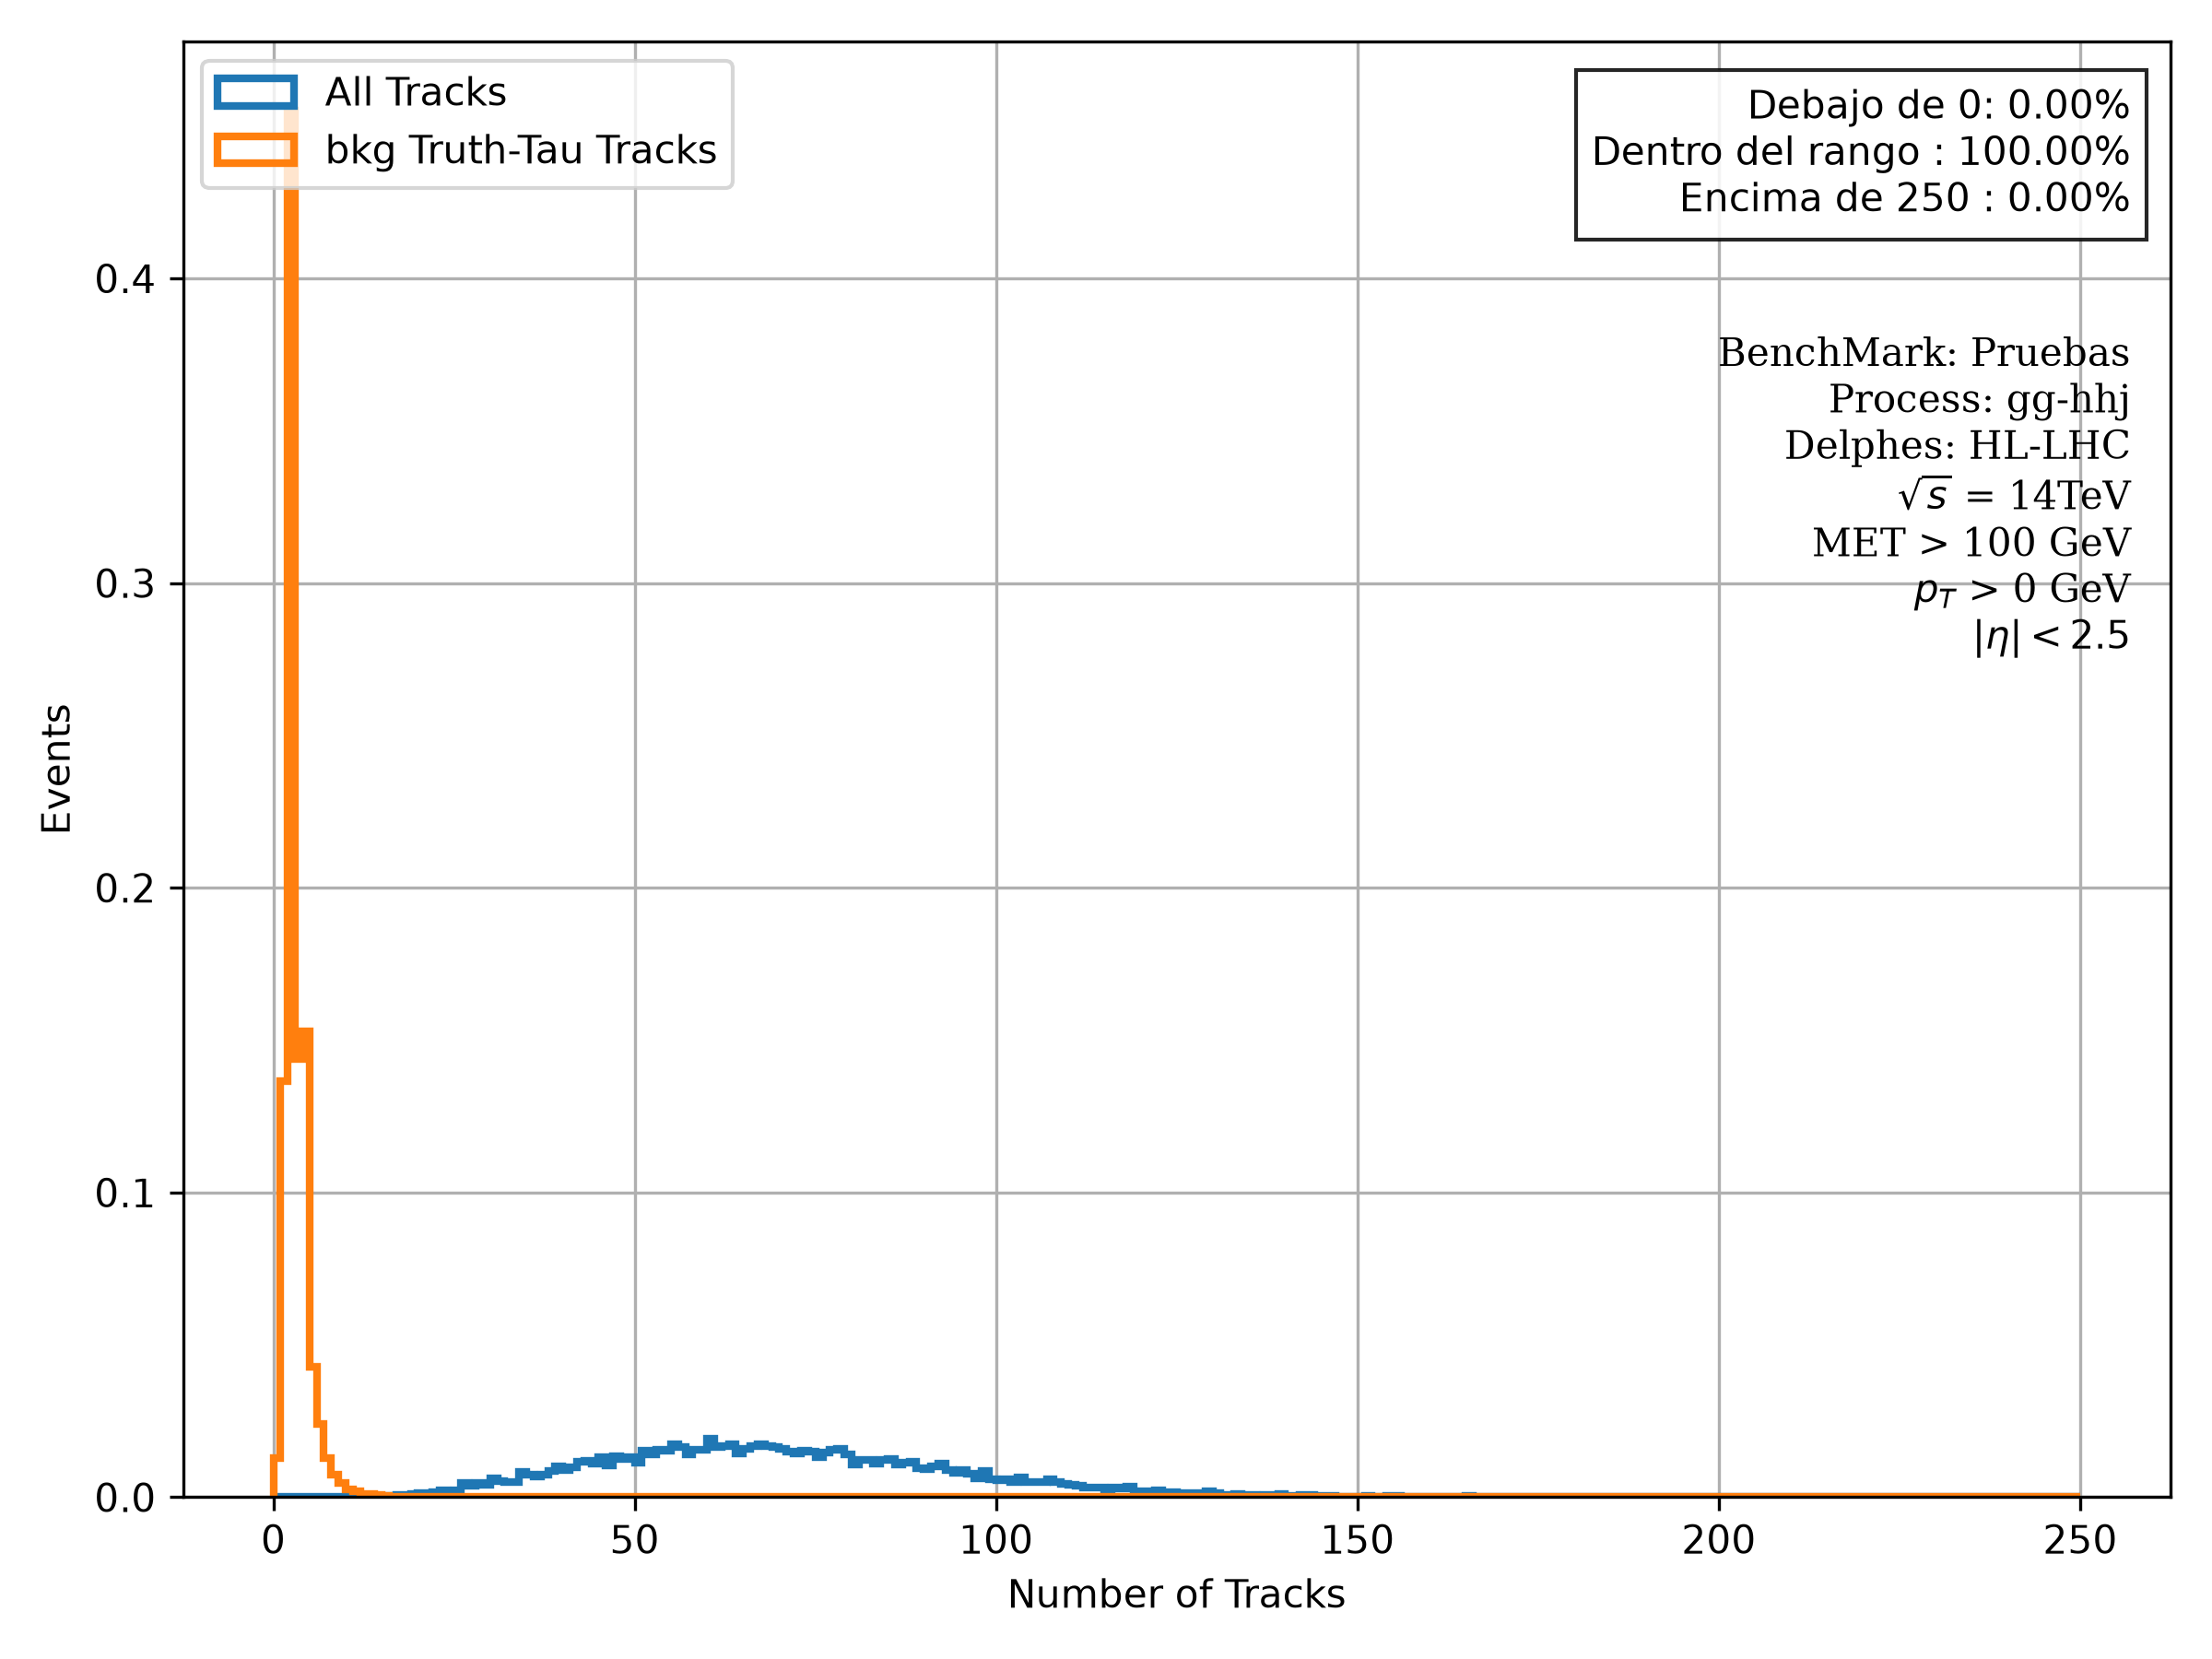 All Tracks
bkg Truth-Tau Tracks
Debajo de 0: 0.00%
Dentro del rango : 100.00%
Encima de 250 : 0.00%
BenchMark: Pruebas
Process: gg-hhj
Delphes: HL-LHC
√s = 14TeV
MET > 100 GeV
p_T > 0 GeV
|η| < 2.5
Events
0.4
0.3
0.2
0.1
0.0
0 50 100 150 200 250
Number of Tracks